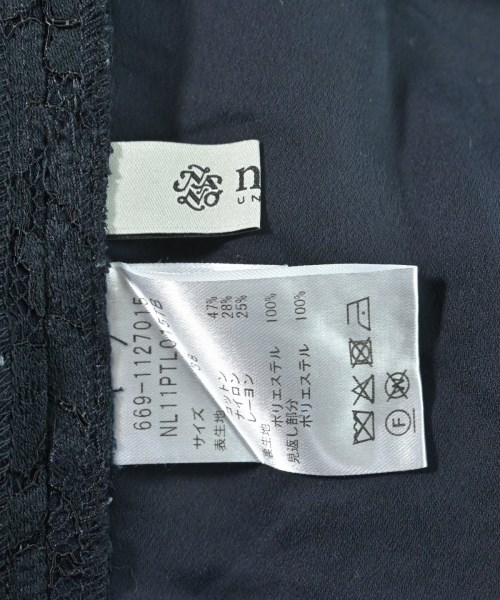 n
669-1127015
NL11PTL0
サイズ
38
表生地
コットン 47%
ナイロン 28%
レーヨン 25%
裏生地
ポリエステル 100%
見返し部分
ポリエステル 100%